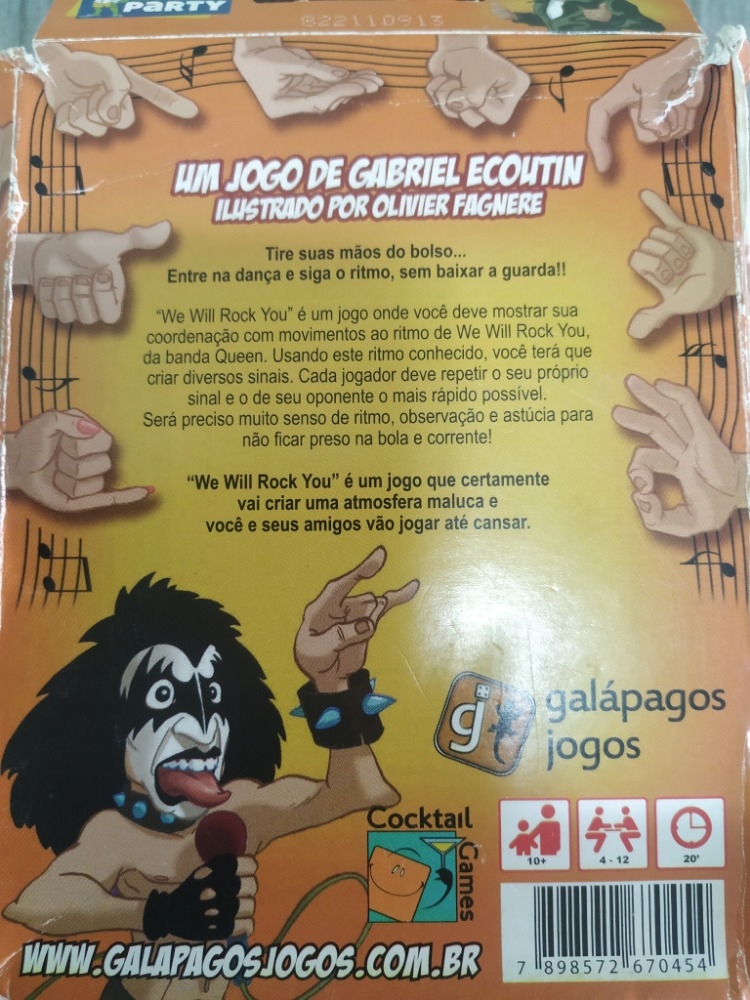 PARTY
822110913
UM JOGO DE GABRIEL ECOUTIN
ILUSTRADO POR OLIVIER FAGNERE
Tire suas mãos do bolso...
Entre na dança e siga o ritmo, sem baixar a guarda!!
“We Will Rock You” é um jogo onde você deve mostrar sua
coordenação com movimentos ao ritmo de We Will Rock You,
da banda Queen. Usando este ritmo conhecido, você terá que
criar diversos sinais. Cada jogador deve repetir o seu próprio
sinal e o de seu oponente o mais rápido possível.
Será preciso muito senso de ritmo, observação e astúcia para
não ficar preso na bola e corrente!
“We Will Rock You” é um jogo que certamente
vai criar uma atmosfera maluca e
você e seus amigos vão jogar até cansar.
gj
galápagos
jogos
Cocktail
Games
10+
4 - 12
20'
WWW.GALAPAGOSJOGOS.COM.BR
7 898572 670454